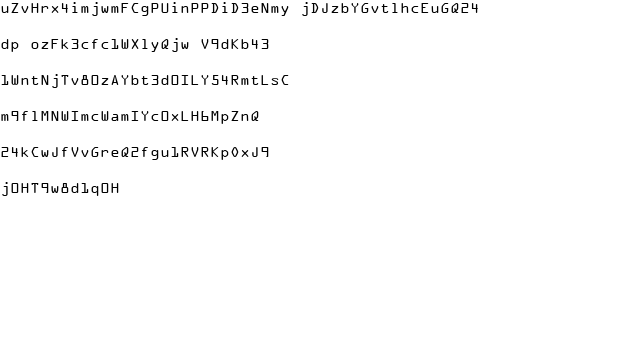 uZvHrx4imjwmFCgPUinPPDiD3eNmy jDJzbYGvtlhcEuGQ24
dp ozFk3cfc1WXlyQjw V9dKb43
1WntNjTv8OzAYbt3dOILY54RmtLsC
m9flMNWImcWamIYcOxLH6MpZnQ
24kCwJfVvGreQ2fgu1RVRKp0xJ9
jOHT9w8d1qOH